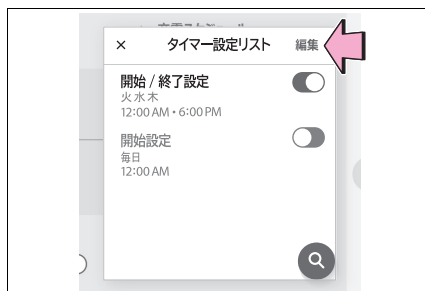 × タイマー設定リスト 編集
開始 / 終了設定
火水木
12:00 AM・6:00 PM
開始設定
毎日
12:00 AM